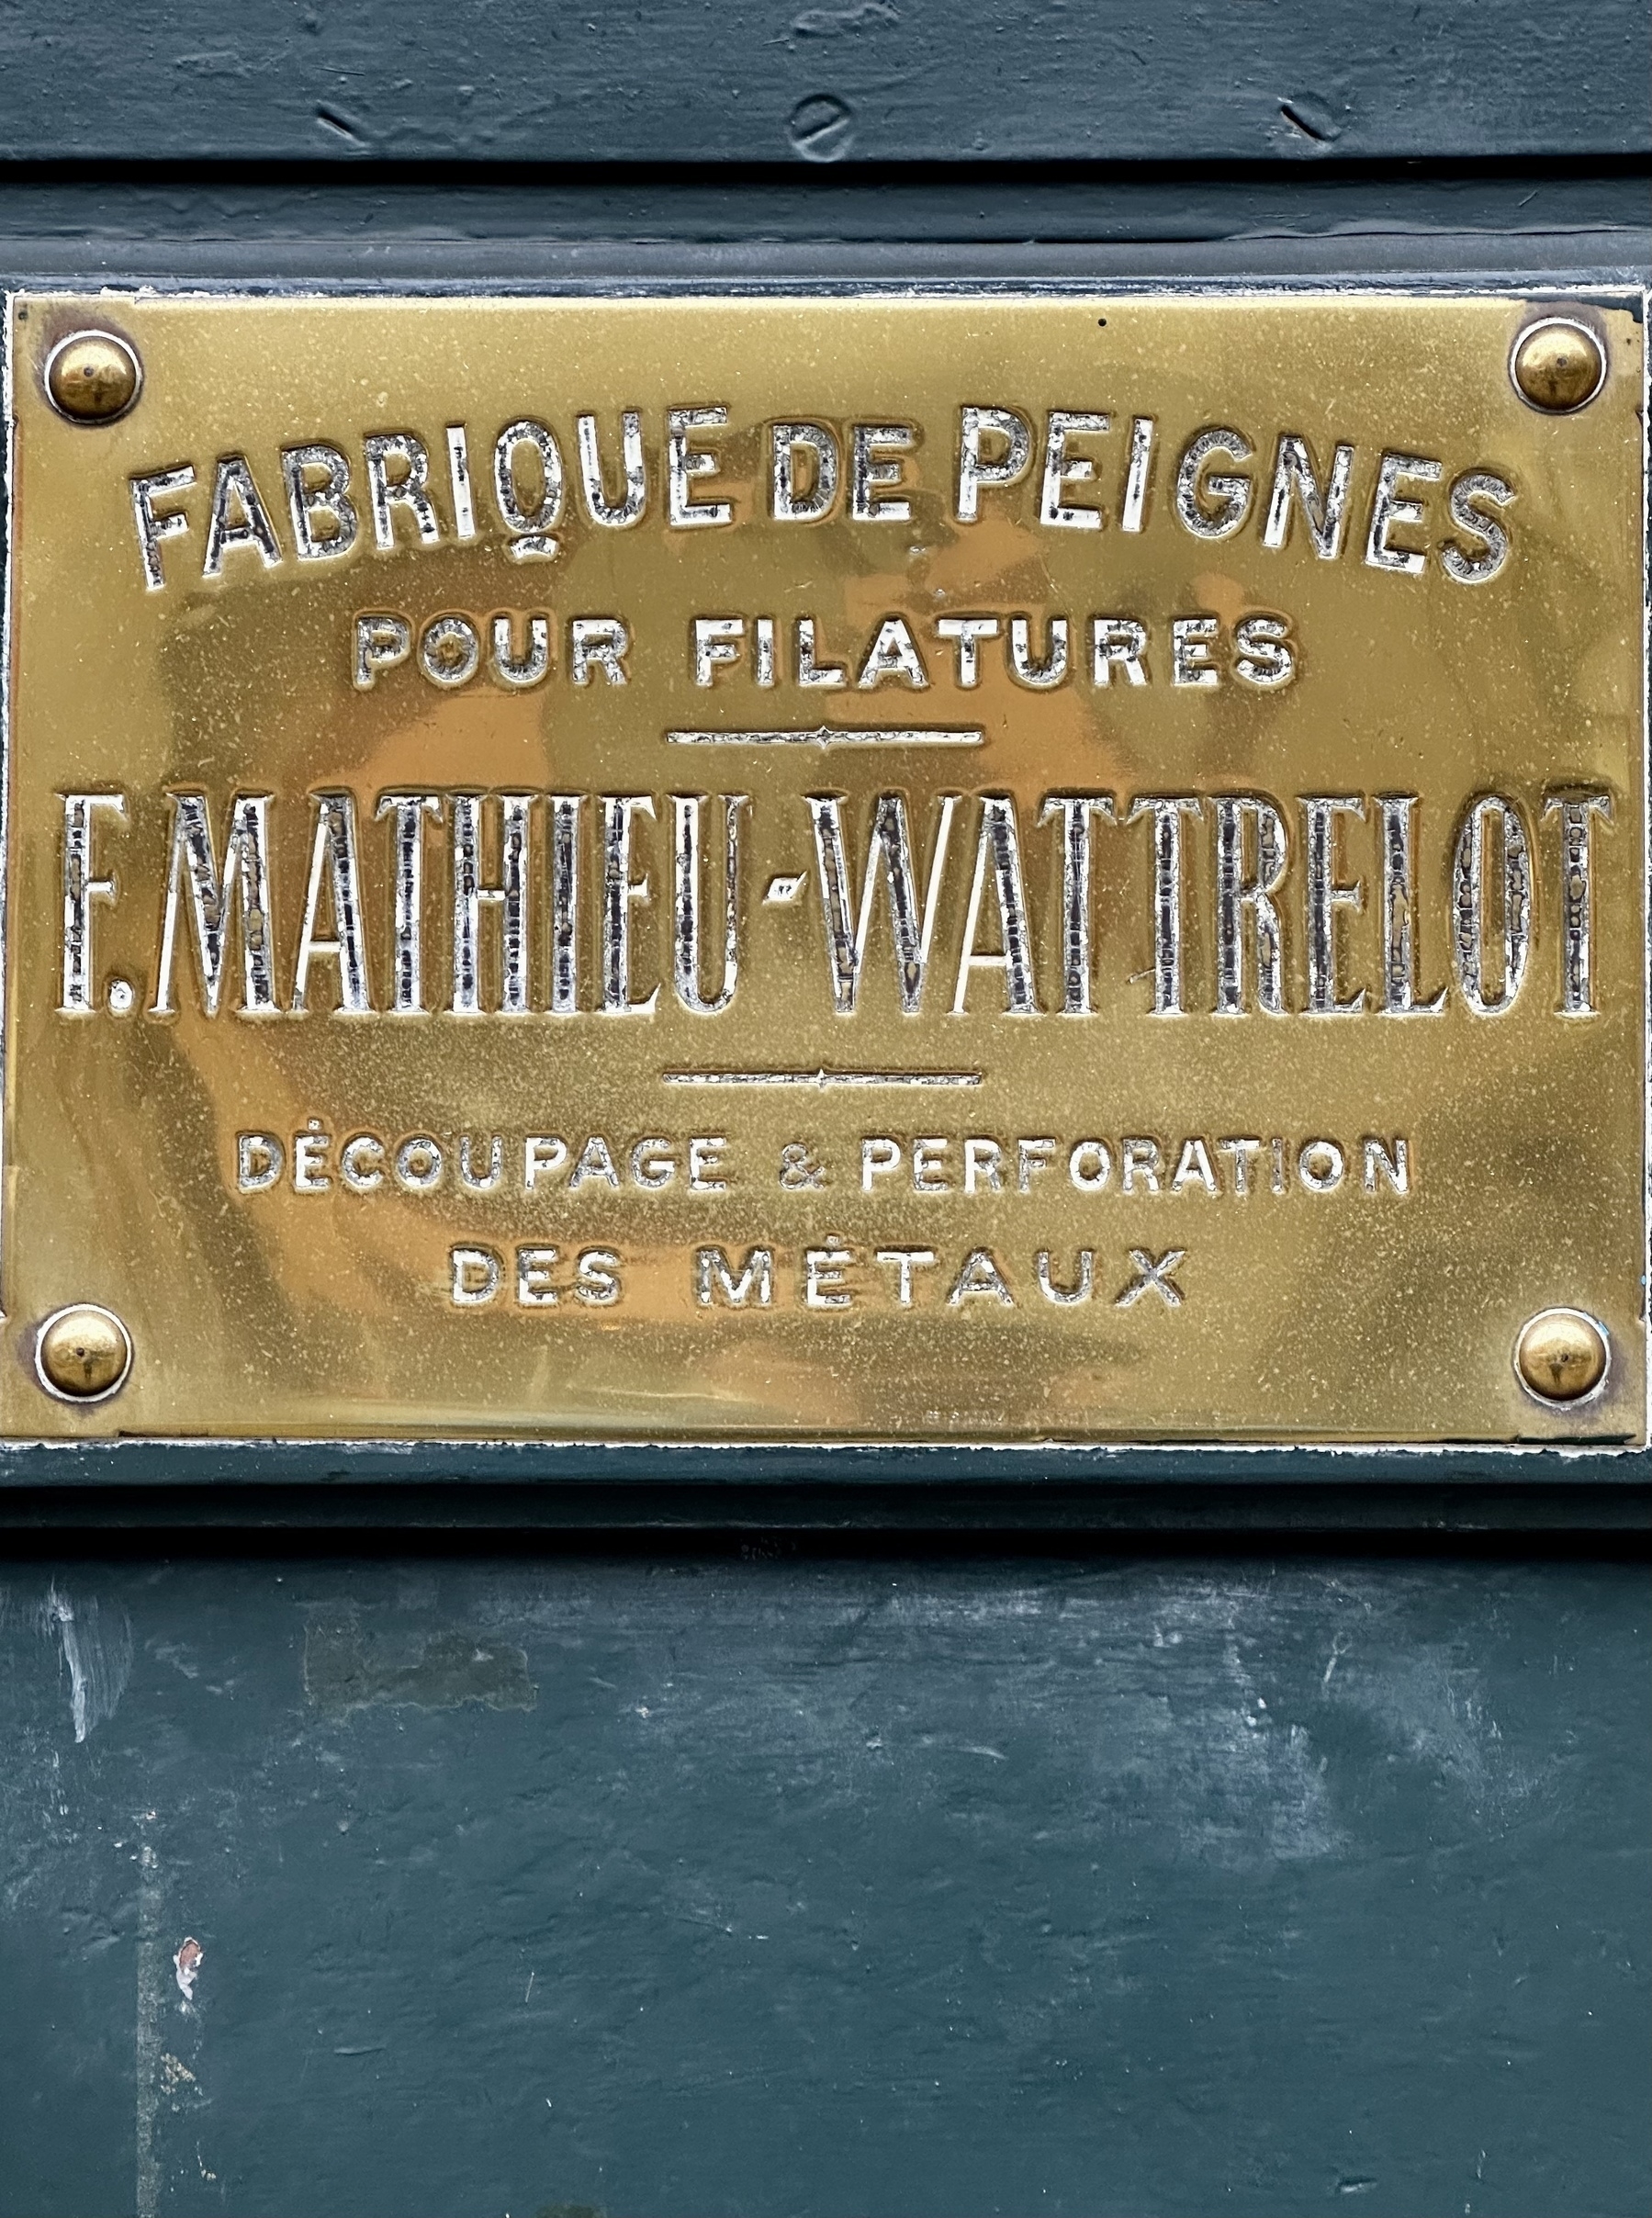 FABRIQUE DE PEIGNES
POUR FILATURES
F. MATHIEU-WATTRELOT
DÉCOUPAGE & PERFORATION
DES MÉTAUX